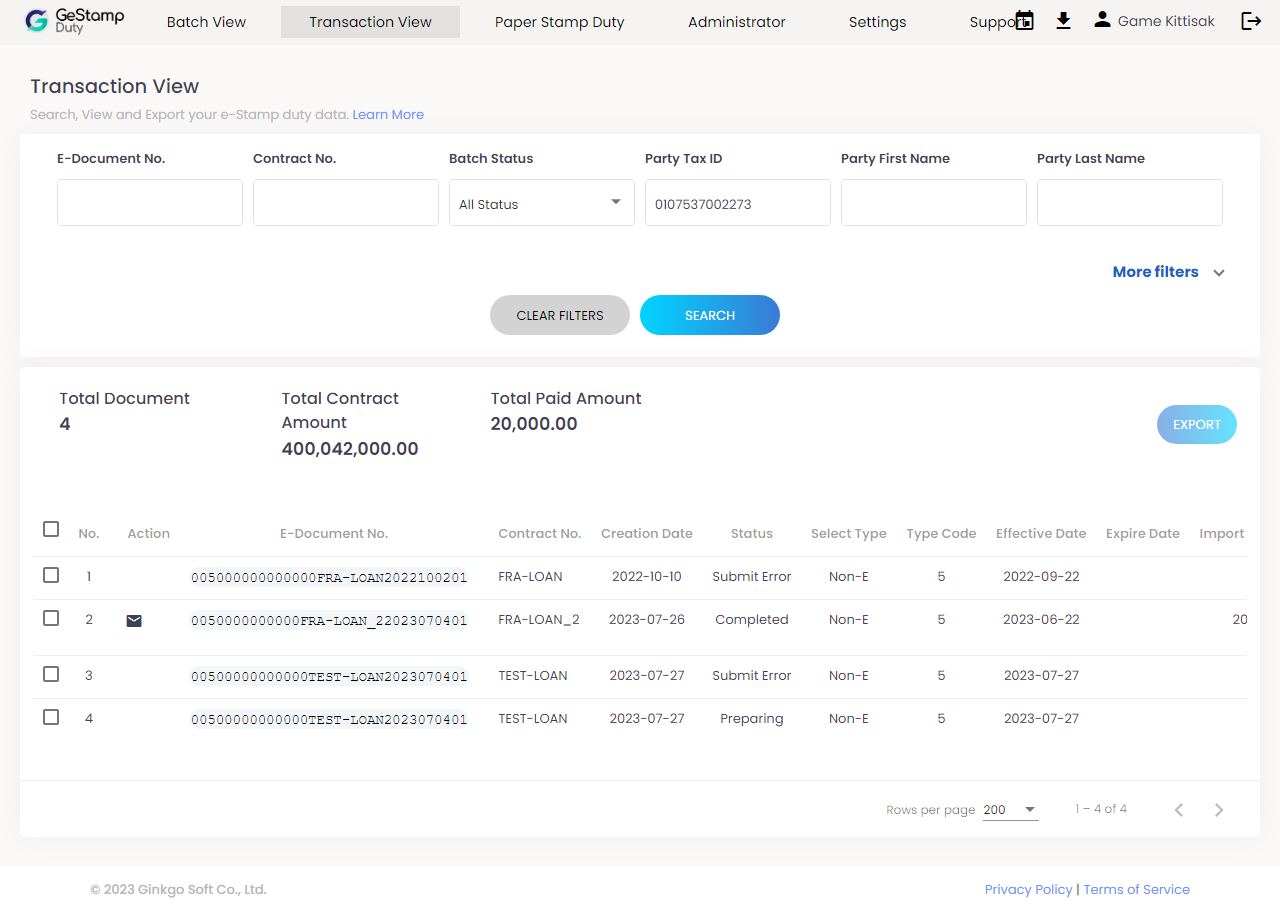 GeStamp
Duty
Batch View
Transaction View
Paper Stamp Duty
Administrator
Settings
Support
Game Kittisak
Transaction View
Search, View and Export your e-Stamp duty data. Learn More
E-Document No. Contract No. Batch Status Party Tax ID Party First Name Party Last Name
All Status 0107537002273
More filters
CLEAR FILTERS SEARCH
Total Document
4
Total Contract
Amount
400,042,000.00
Total Paid Amount
20,000.00
EXPORT
No. Action E-Document No. Contract No. Creation Date Status Select Type Type Code Effective Date Expire Date Import
1 005000000000000FRA-LOAN2022100201 FRA-LOAN 2022-10-10 Submit Error Non-E 5 2022-09-22
2 0050000000000FRA-LOAN_22023070401 FRA-LOAN_2 2023-07-26 Completed Non-E 5 2023-06-22 20
3 00500000000000TEST-LOAN2023070401 TEST-LOAN 2023-07-27 Submit Error Non-E 5 2023-07-27
4 00500000000000TEST-LOAN2023070401 TEST-LOAN 2023-07-27 Preparing Non-E 5 2023-07-27
Rows per page 200 1 – 4 of 4
© 2023 Ginkgo Soft Co., Ltd. Privacy Policy | Terms of Service